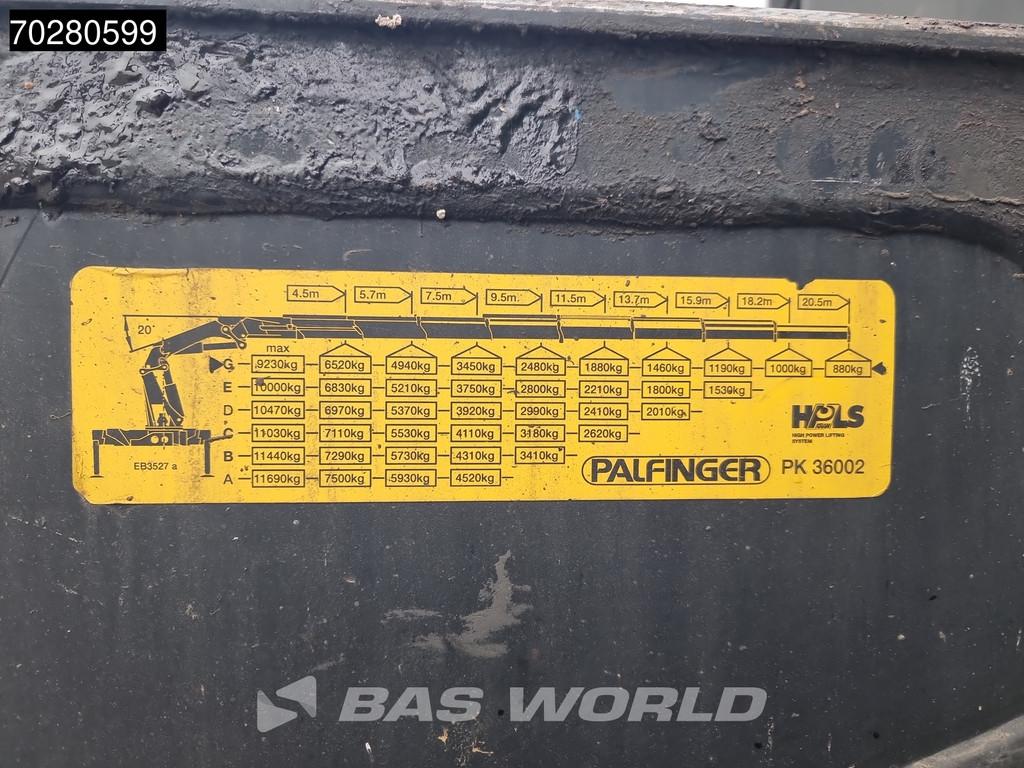 70280599
4.5m 5.7m 7.5m 9.5m 11.5m 13.7m 15.9m 18.2m 20.5m
20°
max
G 9230kg 6520kg 4940kg 3450kg 2480kg 1880kg 1460kg 1190kg 1000kg 880kg
E 10000kg 6830kg 5210kg 3750kg 2800kg 2210kg 1800kg 1530kg
D 10470kg 6970kg 5370kg 3920kg 2990kg 2410kg 2010kg
C 11030kg 7110kg 5530kg 4110kg 3180kg 2620kg
B 11440kg 7290kg 5730kg 4310kg 3410kg
A 11690kg 7500kg 5930kg 4520kg
EB3527 a
HPLS
HIGH POWER LIFTING
SYSTEM
PALFINGER PK 36002
BAS WORLD